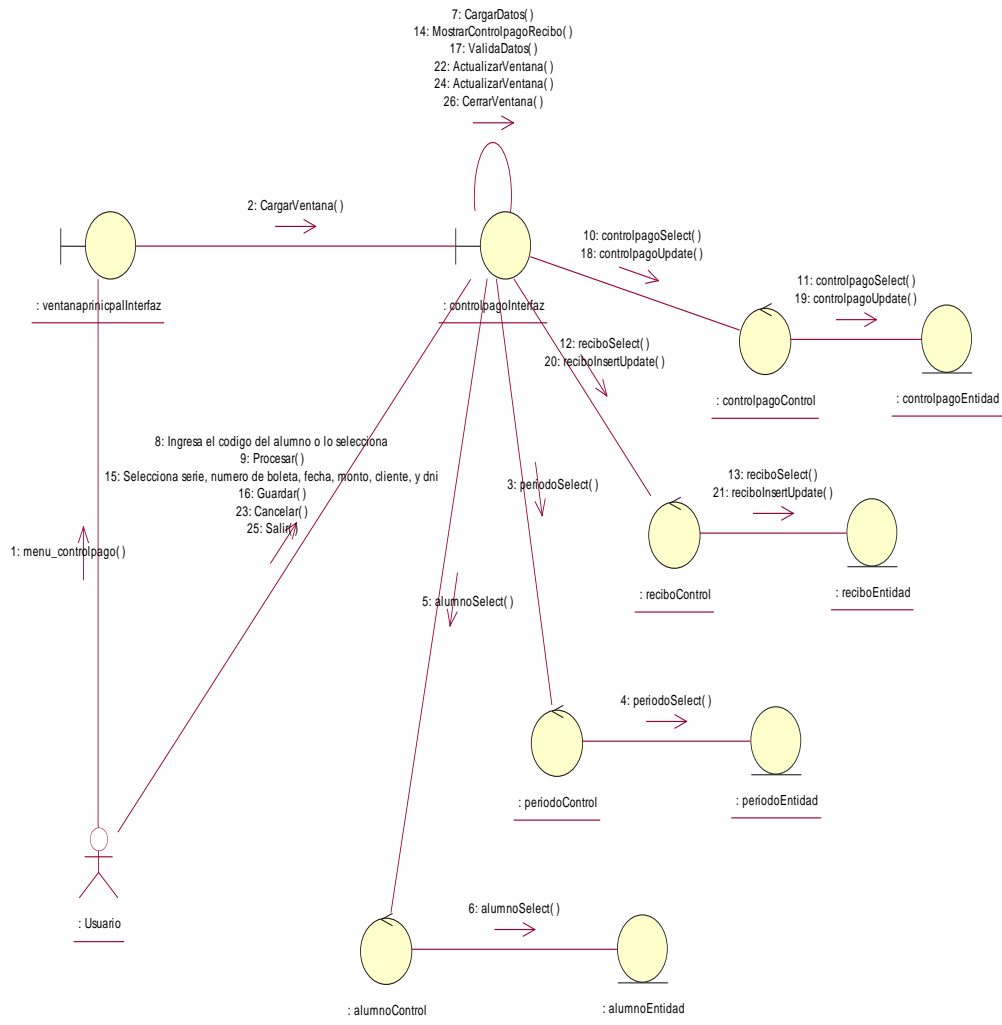 7: CargarDatos( )
14: MostrarControlpagoRecibo( )
17: ValidaDatos( )
22: ActualizarVentana( )
24: ActualizarVentana( )
26: CerrarVentana( )
2: CargarVentana( )
10: controlpagoSelect( )
18: controlpagoUpdate( )
11: controlpagoSelect( )
19: controlpagoUpdate( )
: ventanaprinicpalInterfaz
: controlpagoInterfaz
12: reciboSelect( )
20: reciboInsertUpdate( )
: controlpagoControl
: controlpagoEntidad
8: Ingresa el codigo del alumno o lo selecciona
9: Procesar( )
15: Selecciona serie, numero de boleta, fecha, monto, cliente, y dni
16: Guardar( )
23: Cancelar( )
25: Salir( )
13: reciboSelect( )
21: reciboInsertUpdate( )
3: periodoSelect( )
1: menu_controlpago( )
: reciboControl
: reciboEntidad
5: alumnoSelect( )
4: periodoSelect( )
: periodoControl
: periodoEntidad
: Usuario
6: alumnoSelect( )
: alumnoControl
: alumnoEntidad